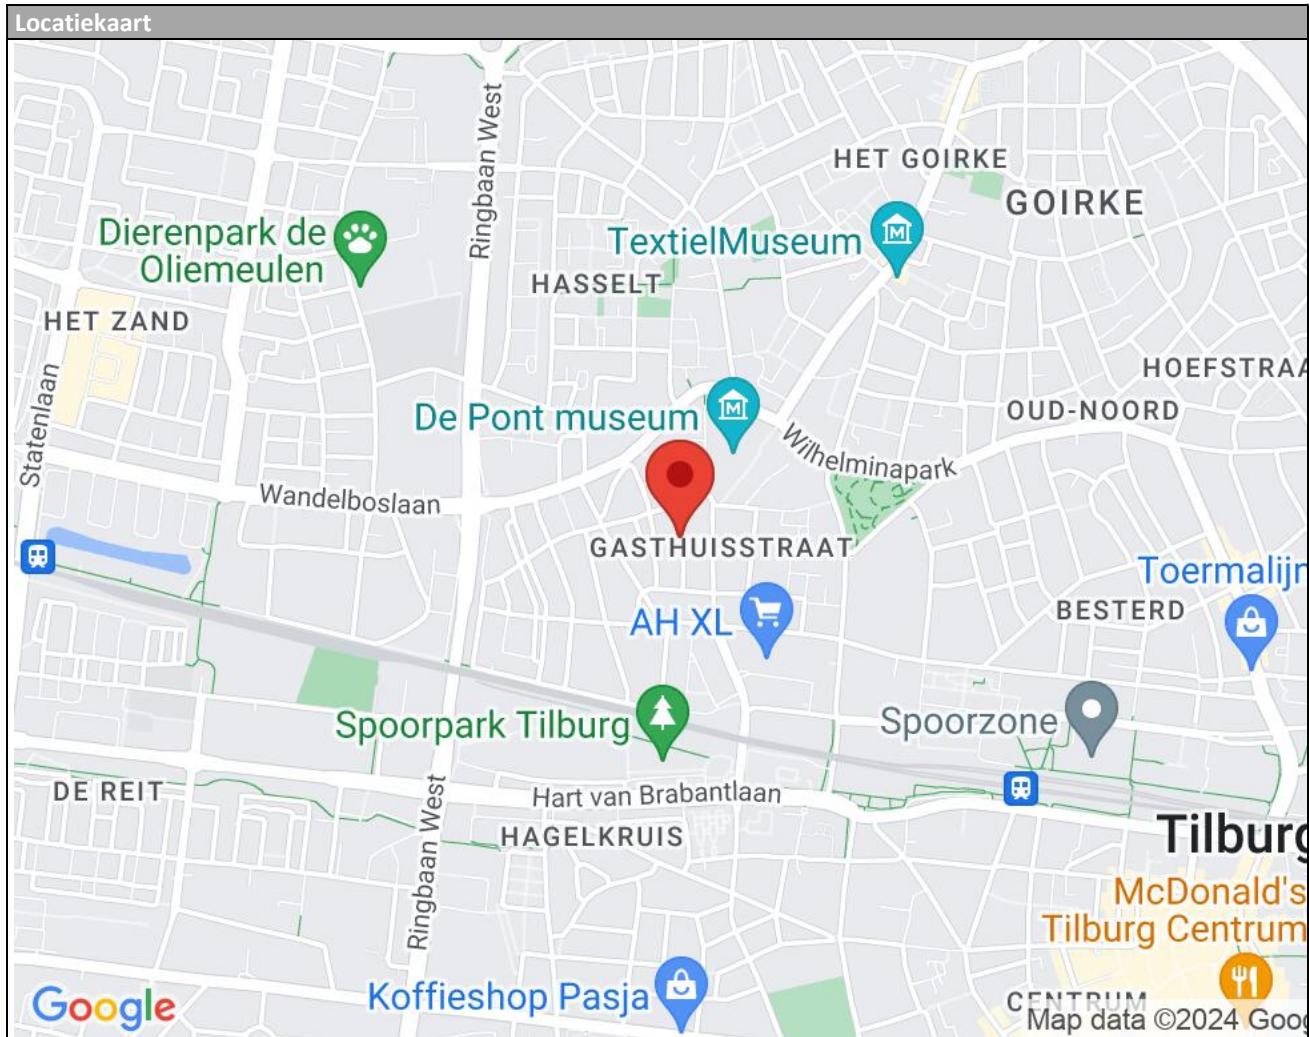 Locatiekaart
Ringbaan West
HET GOIRKE
GOIRKE
Dierenpark de
Oliemeulen
TextielMuseum
HASSELT
HET ZAND
HOEFSTRAA
Statenlaan
De Pont museum
OUD-NOORD
Wilhelminapark
Wandelboslaan
GASTHUISSTRAAT
Toermalijn
BESTERD
AH XL
Spoorpark Tilburg
Spoorzone
DE REIT
Hart van Brabantlaan
HAGELKRUIS
Tilburg
Ringbaan West
McDonald's
Tilburg Centrum
Koffieshop Pasja
Google
CENTRUM
Map data ©2024 Goog